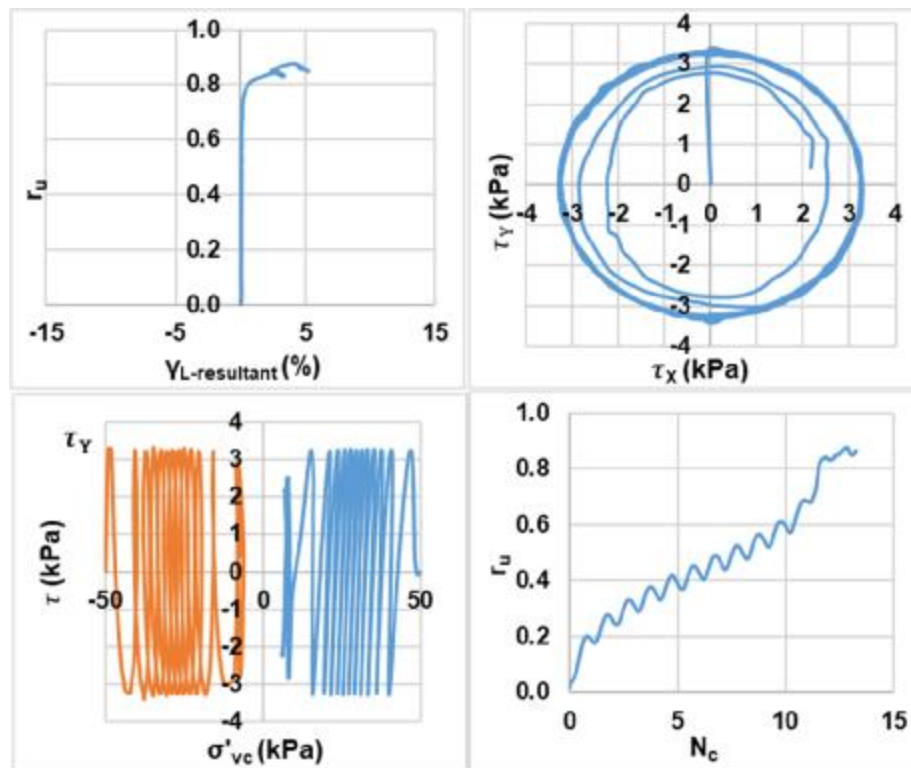 1.0
0.8
0.6
0.4
0.2
0.0
r_u
-15 -5 5 15
γ_L-resultant (%)
4
3
2
1
0
-1
-2
-3
-4
-4 -3 -2 -1 0 1 2 3 4
τ_Y (kPa)
τ_X (kPa)
τ_Y
4
3
2
1
0
-1
-2
-3
-4
-50 0 50
τ (kPa)
σ'_vc (kPa)
1.0
0.8
0.6
0.4
0.2
0.0
r_u
0 5 10 15
N_c